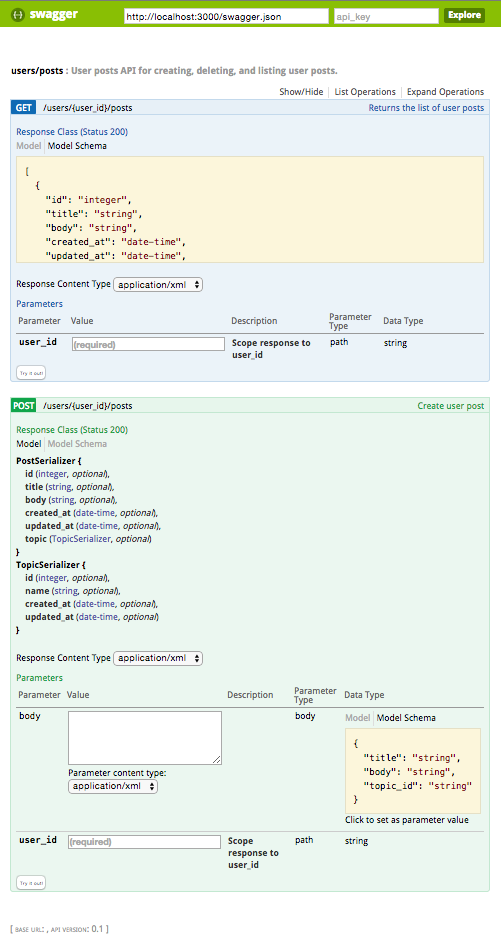 swagger
http://localhost:3000/swagger.json
api_key
Explore
users/posts : User posts API for creating, deleting, and listing user posts.
Show/Hide
List Operations
Expand Operations
GET /users/{user_id}/posts Returns the list of user posts
Response Class (Status 200)
Model Model Schema
[
{
"id": "integer",
"title": "string",
"body": "string",
"created_at": "date-time",
"updated_at": "date-time",
Response Content Type application/xml
Parameters
Parameter Value Description Parameter Type Data Type
user_id (required) Scope response to user_id path string
Try it out!
POST /users/{user_id}/posts Create user post
Response Class (Status 200)
Model Model Schema
PostSerializer {
id (integer, optional),
title (string, optional),
body (string, optional),
created_at (date-time, optional),
updated_at (date-time, optional),
topic (TopicSerializer, optional)
}
TopicSerializer {
id (integer, optional),
name (string, optional),
created_at (date-time, optional),
updated_at (date-time, optional)
}
Response Content Type application/xml
Parameters
Parameter Value Description Parameter Type Data Type
body
Parameter content type:
application/xml
body
Model Model Schema
{
"title": "string",
"body": "string",
"topic_id": "string"
}
Click to set as parameter value
user_id (required) Scope response to user_id path string
Try it out!
[ BASE URL: , API VERSION: 0.1 ]